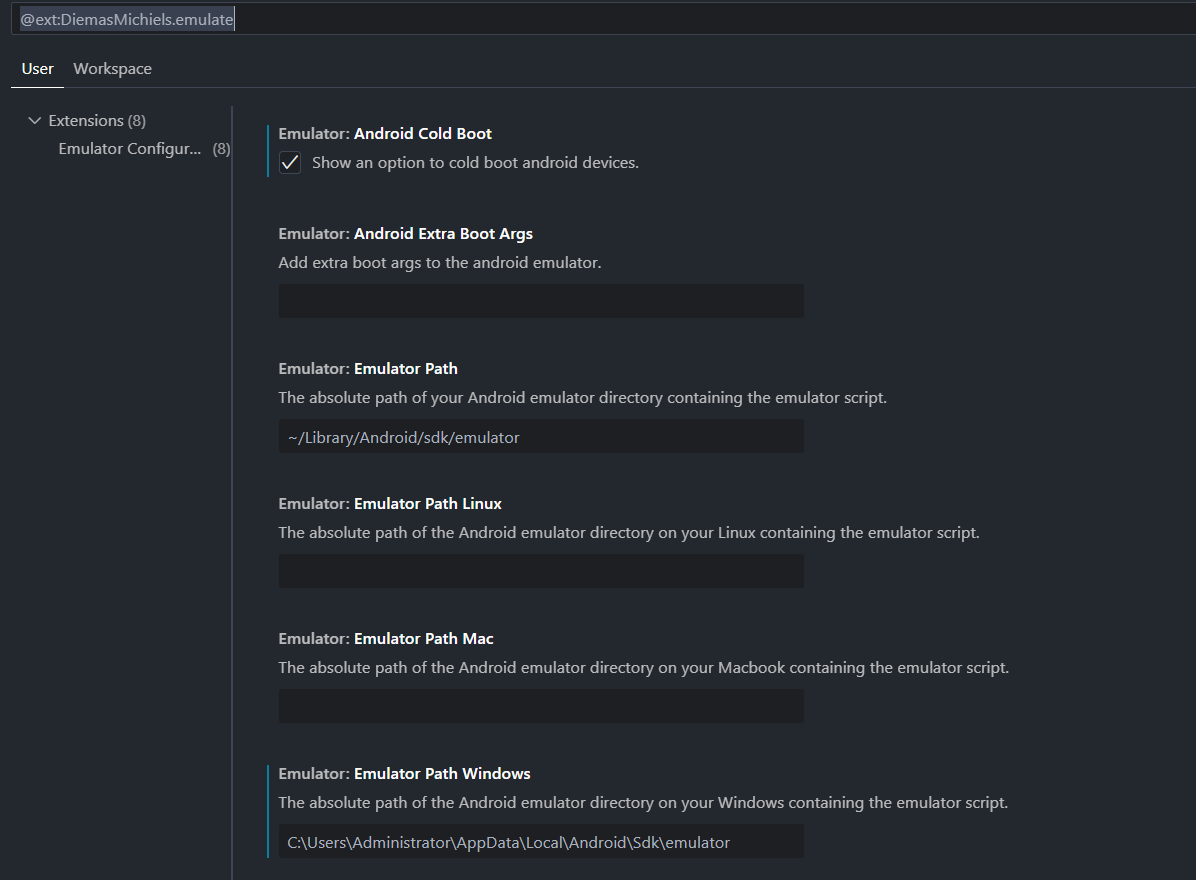 @ext:DiemasMichiels.emulate
User Workspace
Extensions (8)
Emulator Configur... (8)
Emulator: Android Cold Boot
Show an option to cold boot android devices.
Emulator: Android Extra Boot Args
Add extra boot args to the android emulator.
Emulator: Emulator Path
The absolute path of your Android emulator directory containing the emulator script.
~/Library/Android/sdk/emulator
Emulator: Emulator Path Linux
The absolute path of the Android emulator directory on your Linux containing the emulator script.
Emulator: Emulator Path Mac
The absolute path of the Android emulator directory on your Macbook containing the emulator script.
Emulator: Emulator Path Windows
The absolute path of the Android emulator directory on your Windows containing the emulator script.
C:\Users\Administrator\AppData\Local\Android\Sdk\emulator